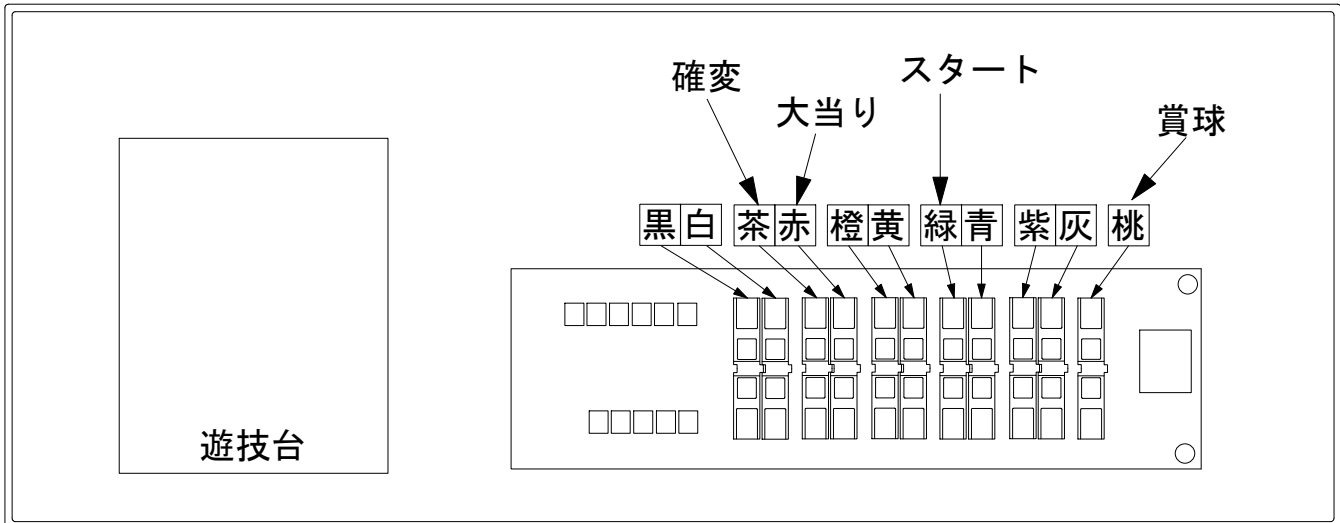 スタート
確変
大当り
賞球
黒白 茶赤 橙黄 緑青 紫灰 桃
遊技台